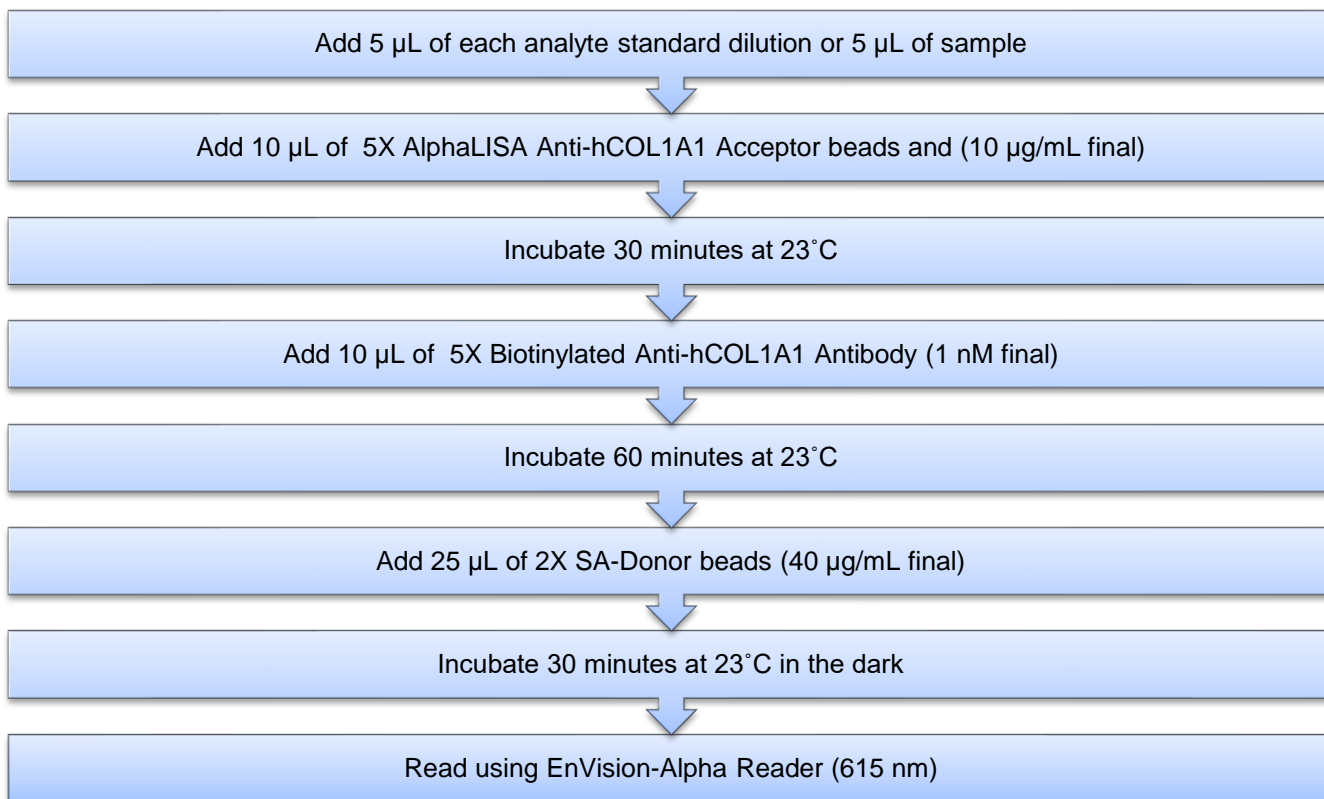 Add 5 µL of each analyte standard dilution or 5 µL of sample
Add 10 µL of  5X AlphaLISA Anti-hCOL1A1 Acceptor beads and (10 µg/mL final)
Incubate 30 minutes at 23˚C
Add 10 µL of  5X Biotinylated Anti-hCOL1A1 Antibody (1 nM final)
Incubate 60 minutes at 23˚C
Add 25 µL of 2X SA-Donor beads (40 µg/mL final)
Incubate 30 minutes at 23˚C in the dark
Read using EnVision-Alpha Reader (615 nm)